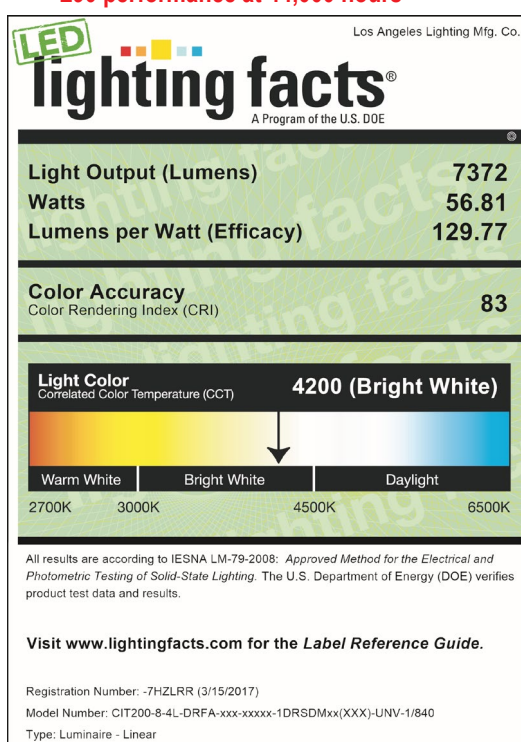 performance at
hours
Los Angeles Lighting Mfg. Co.
LED
lighting facts®
A Program of the U.S. DOE
Light Output (Lumens) 7372
Watts 56.81
Lumens per Watt (Efficacy) 129.77
Color Accuracy
Color Rendering Index (CRI) 83
Light Color
Correlated Color Temperature (CCT) 4200 (Bright White)
Warm White Bright White Daylight
2700K 3000K 4500K 6500K
All results are according to IESNA LM-79-2008: Approved Method for the Electrical and
Photometric Testing of Solid-State Lighting. The U.S. Department of Energy (DOE) verifies
product test data and results.
Visit www.lightingfacts.com for the Label Reference Guide.
Registration Number: -7HZLRR (3/15/2017)
Model Number: CIT200-8-4L-DRFA-xxx-xxxxx-1DRSDMxx(XXX)-UNV-1/840
Type: Luminaire - Linear